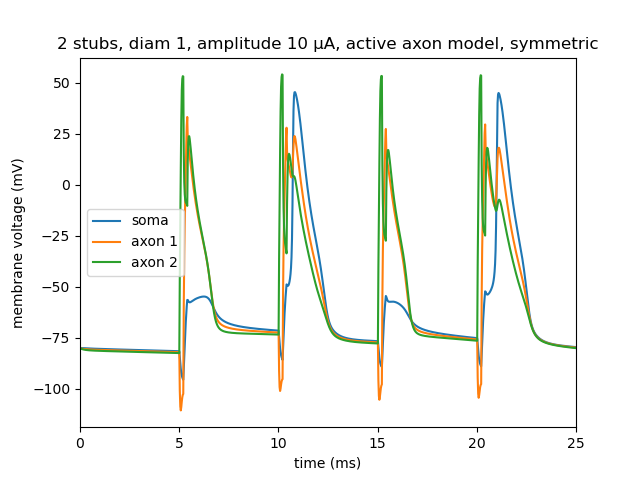 2 stubs, diam 1, amplitude 10 μA, active axon model, symmetric
membrane voltage (mV)
50
25
0
−25
−50
−75
−100
soma
axon 1
axon 2
0 5 10 15 20 25
time (ms)